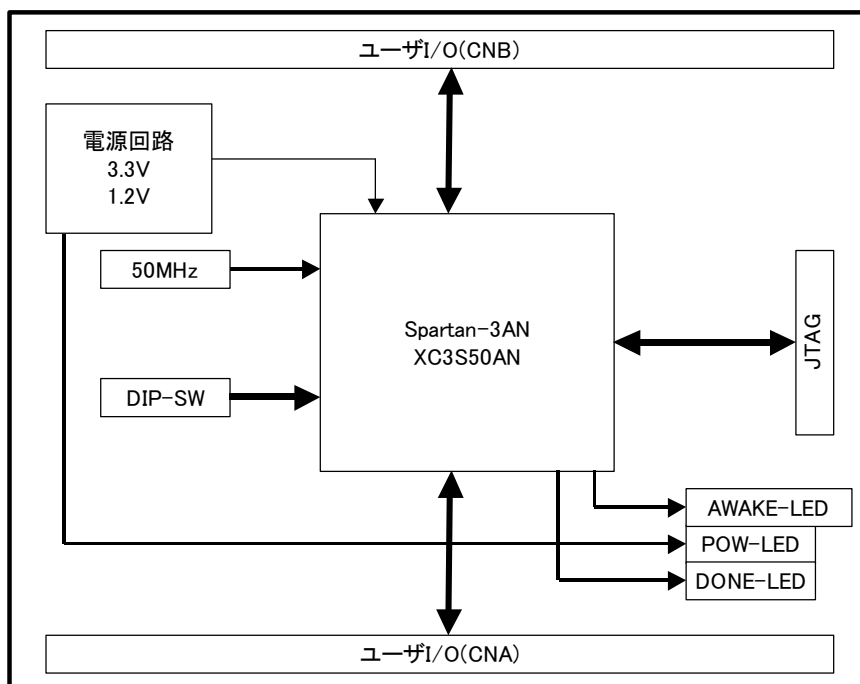 ユーザI/O(CNB)
電源回路
3.3V
1.2V
50MHz
Spartan-3AN
XC3S50AN
JTAG
DIP-SW
AWAKE-LED
POW-LED
DONE-LED
ユーザI/O(CNA)